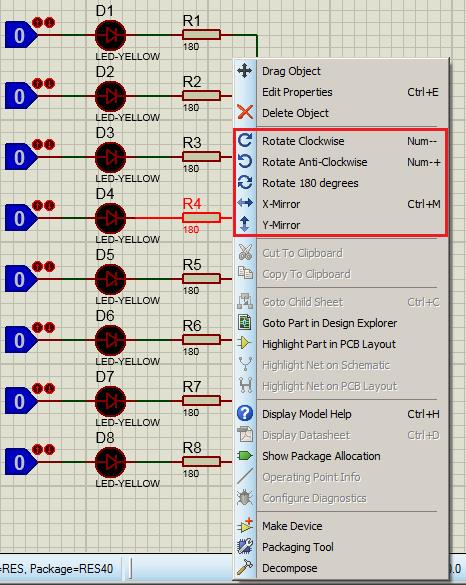 D1 R1
0
LED-YELLOW 180
D2 R2
0
LED-YELLOW 180
D3 R3
0
LED-YELLOW 180
D4 R4
0
LED-YELLOW 180
D5 R5
0
LED-YELLOW 180
D6 R6
0
LED-YELLOW 180
D7 R7
0
LED-YELLOW 180
D8 R8
0
LED-YELLOW 180
Drag Object
Edit Properties Ctrl+E
Delete Object
Rotate Clockwise Num--
Rotate Anti-Clockwise Num-+
Rotate 180 degrees
X-Mirror Ctrl+M
Y-Mirror
Cut To Clipboard
Copy To Clipboard
Goto Child Sheet Ctrl+C
Goto Part in Design Explorer
Highlight Part in PCB Layout
Highlight Net on Schematic
Highlight Net on PCB Layout
Display Model Help Ctrl+H
Display Datasheet Ctrl+D
Show Package Allocation
Operating Point Info
Configure Diagnostics
Make Device
Packaging Tool
Decompose
=RES, Package=RES40 0.0